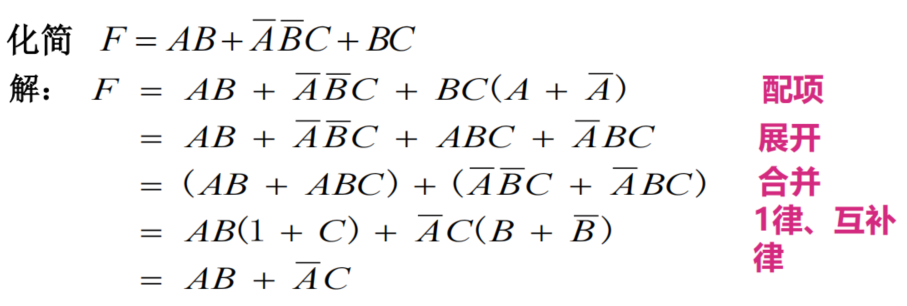 化简 F = AB + A̅B̅C + BC
解： F = AB + A̅B̅C + BC(A + A̅) 配项
= AB + A̅B̅C + ABC + A̅BC 展开
= (AB + ABC) + (A̅B̅C + A̅BC) 合并
= AB(1 + C) + A̅C(B + B̅) 1律、互补律
= AB + A̅C